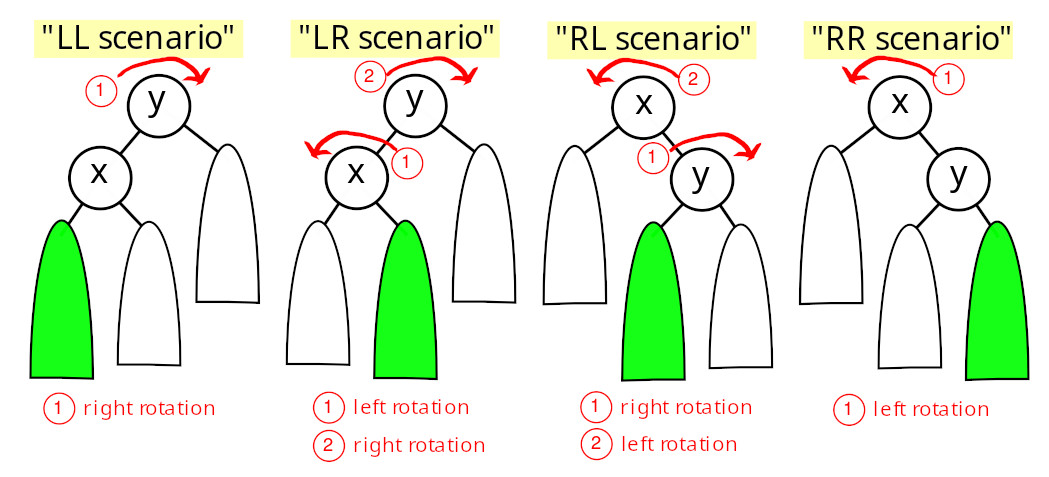 "LL scenario"
1
y
x
1 right rotation
"LR scenario"
2
y
1
x
1 left rotation
2 right rotation
"RL scenario"
2
x
1
y
1 right rotation
2 left rotation
"RR scenario"
1
x
y
1 left rotation